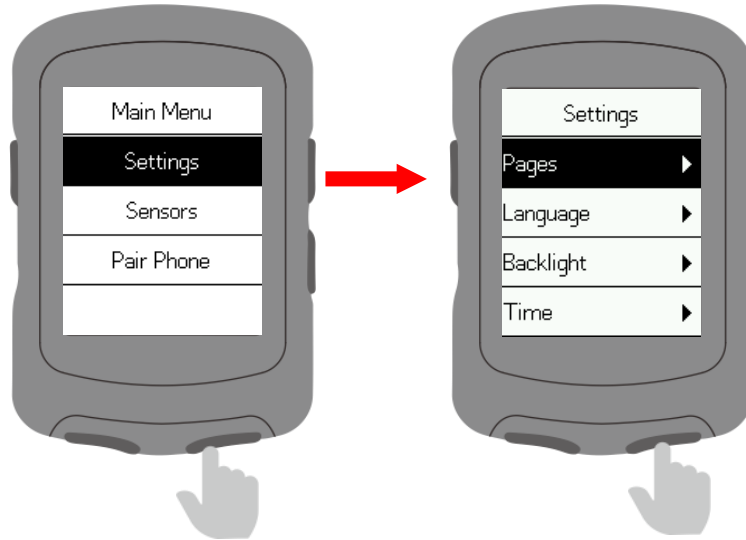 Main Menu
Settings
Sensors
Pair Phone
Settings
Pages
Language
Backlight
Time